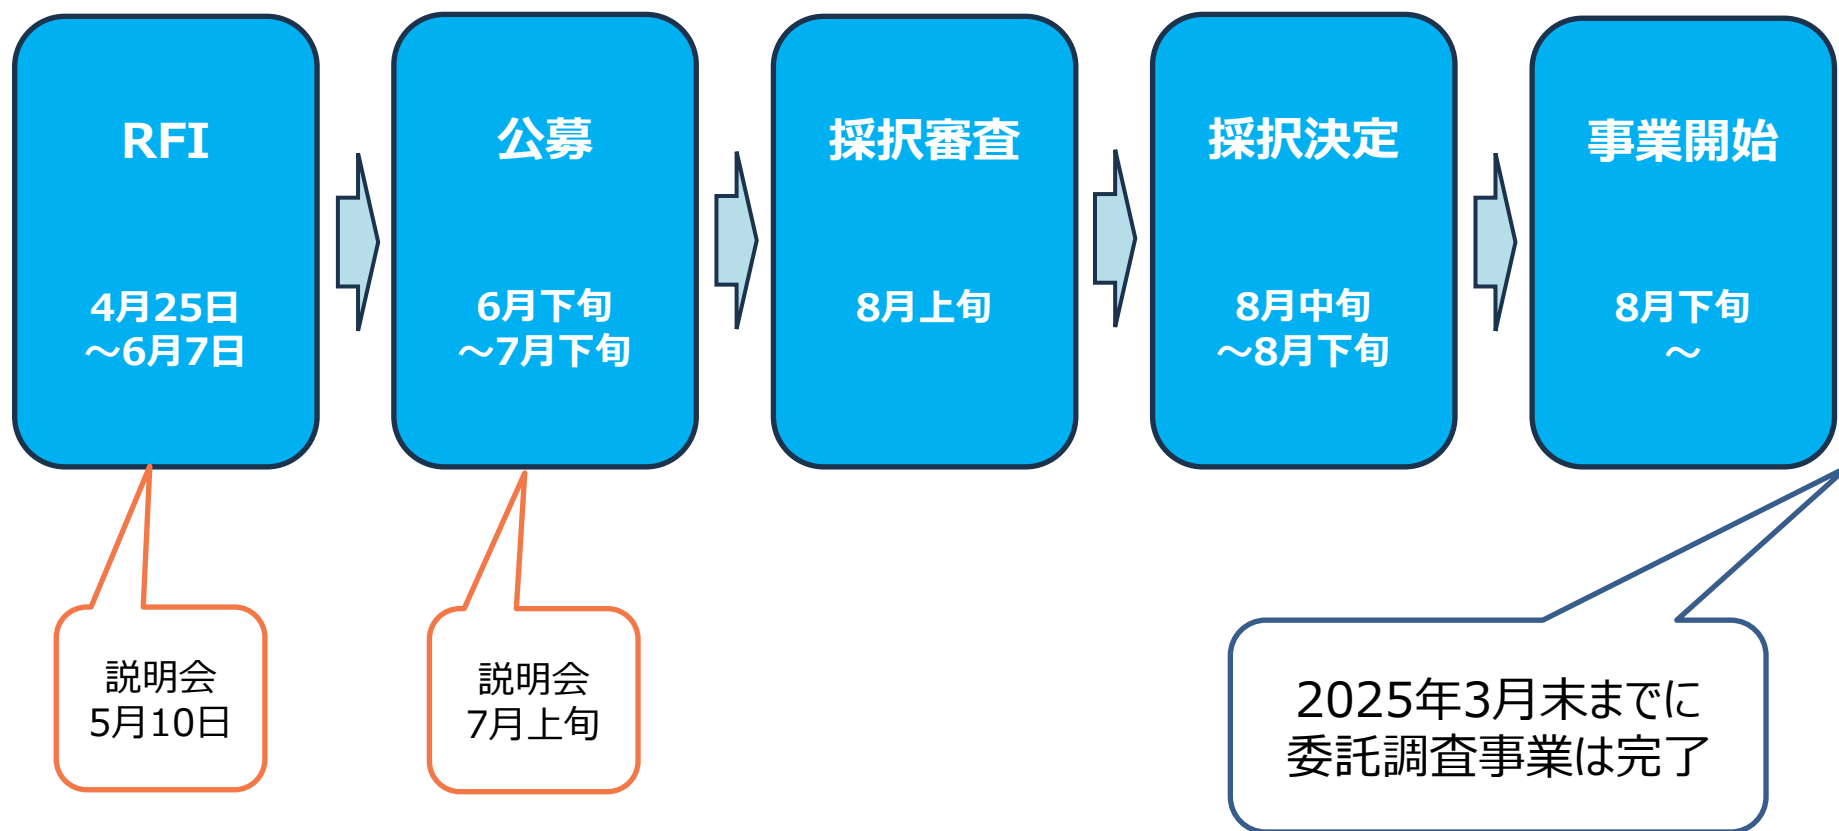 RFI
4月25日
～6月7日
公募
6月下旬
～7月下旬
採択審査
8月上旬
採択決定
8月中旬
～8月下旬
事業開始
8月下旬
～
説明会
5月10日
説明会
7月上旬
2025年3月末までに
委託調査事業は完了